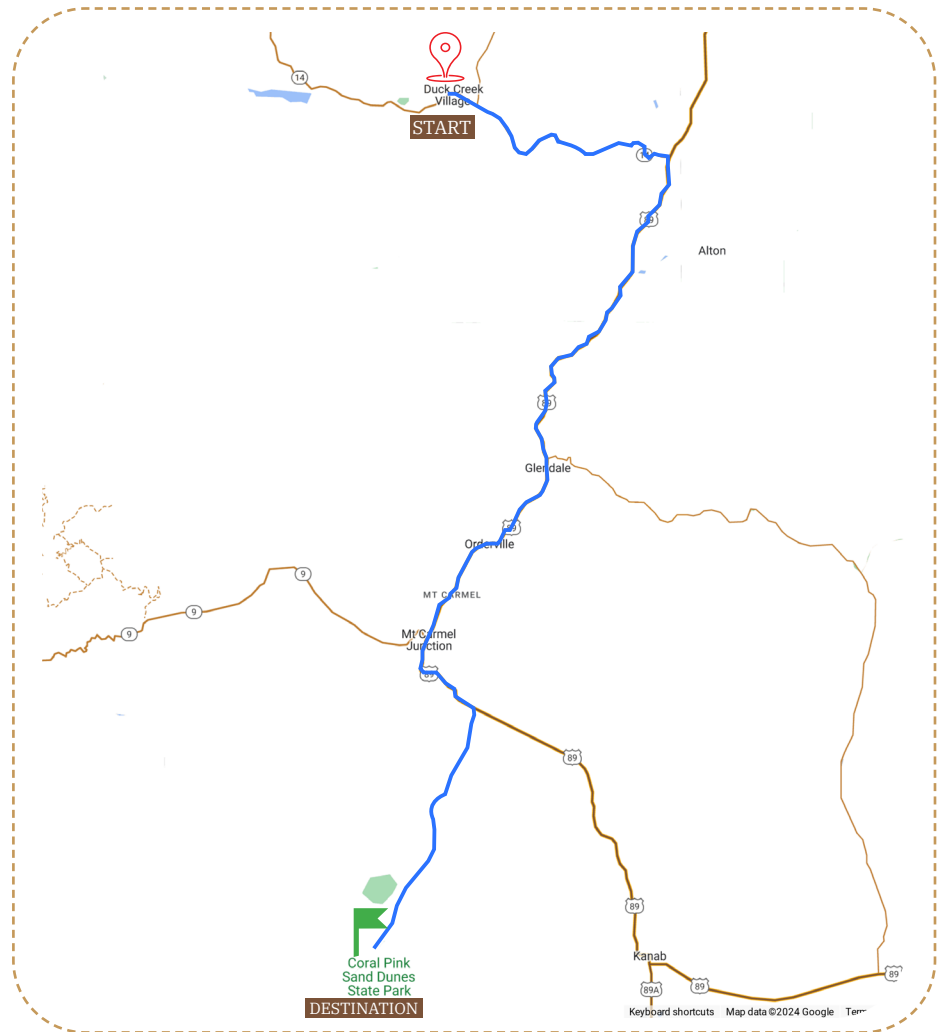 14
Duck Creek
Village
START
89
Alton
89
Glendale
89
Orderville
9
MT CARMEL
9
9
Mt Carmel
Junction
89
89
89
Kanab
Coral Pink
Sand Dunes
State Park
89
89
89A
DESTINATION
Keyboard shortcuts
Map data ©2024 Google